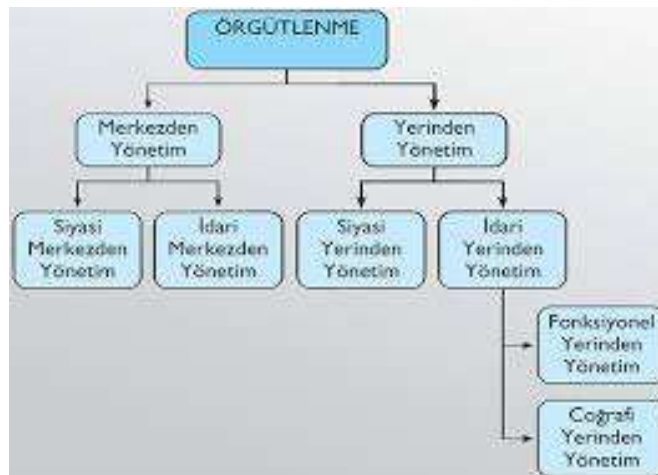 ÖRGÜTLENME
Merkezden
Yönetim
Yerinden
Yönetim
Siyasi
Merkezden
Yönetim
İdari
Merkezden
Yönetim
Siyasi
Yerinden
Yönetim
İdari
Yerinden
Yönetim
Fonksiyonel
Yerinden
Yönetim
Coğrafi
Yerinden
Yönetim